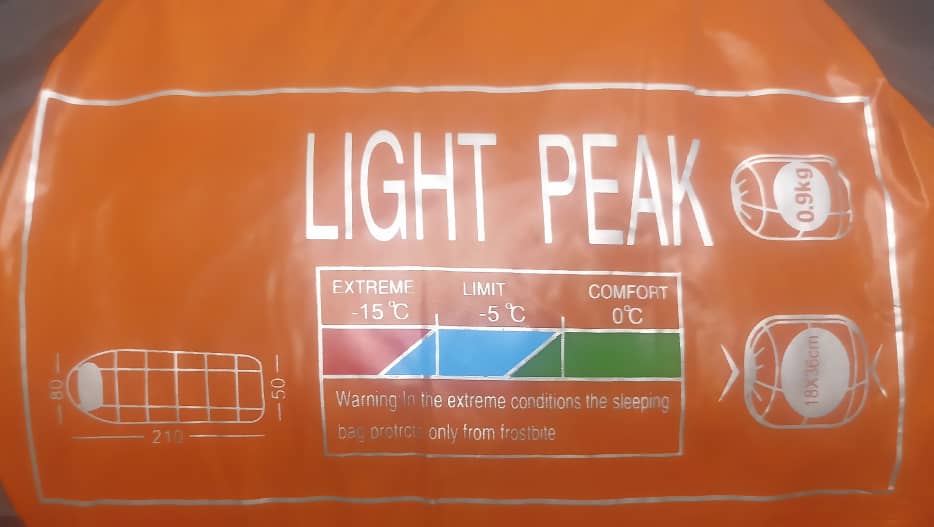 LIGHT PEAK
0.9kg
EXTREME LIMIT COMFORT
-15 °C -5 °C 0°C
18X36cm
80
50
210
Warning In the extreme conditions the sleeping
bag only from frostbite